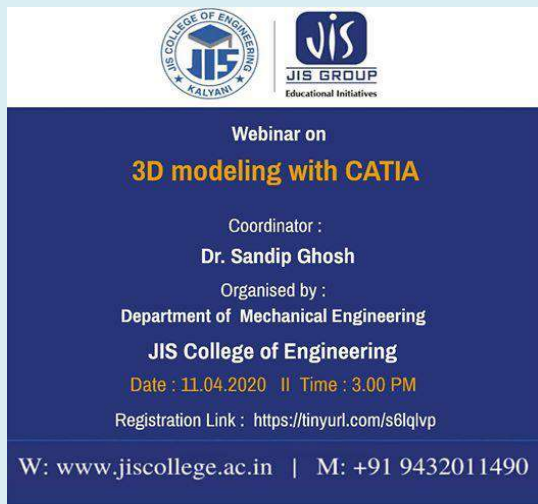 JIS COLLEGE OF ENGINEERING
JIS
KALYANI
JIS
JIS GROUP
Educational Initiatives
Webinar on
3D modeling with CATIA
Coordinator :
Dr. Sandip Ghosh
Organised by :
Department of Mechanical Engineering
JIS College of Engineering
Date : 11.04.2020 II Time : 3.00 PM
Registration Link : https://tinyurl.com/s6lqlvp
W: www.jiscollege.ac.in | M: +91 9432011490